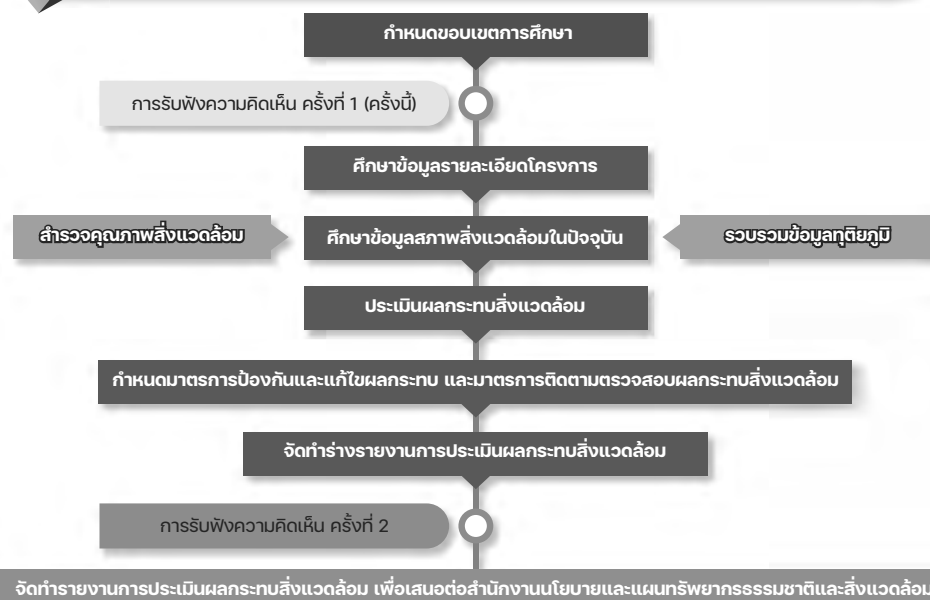 กำหนดขอบเขตการศึกษา
การรับฟังความคิดเห็น ครั้งที่ 1 (ครั้งนี้)
ศึกษาข้อมูลรายละเอียดโครงการ
สำรวจคุณภาพสิ่งแวดล้อม
ศึกษาข้อมูลสภาพสิ่งแวดล้อมในปัจจุบัน
รวบรวมข้อมูลทุติยภูมิ
ประเมินผลกระทบสิ่งแวดล้อม
กำหนดมาตรการป้องกันและแก้ไขผลกระทบ และมาตรการติดตามตรวจสอบผลกระทบสิ่งแวดล้อม
จัดทำร่างรายงานการประเมินผลกระทบสิ่งแวดล้อม
การรับฟังความคิดเห็น ครั้งที่ 2
จัดทำรายงานการประเมินผลกระทบสิ่งแวดล้อม เพื่อเสนอต่อสำนักงานนโยบายและแผนทรัพยากรธรรมชาติและสิ่งแวดล้อม